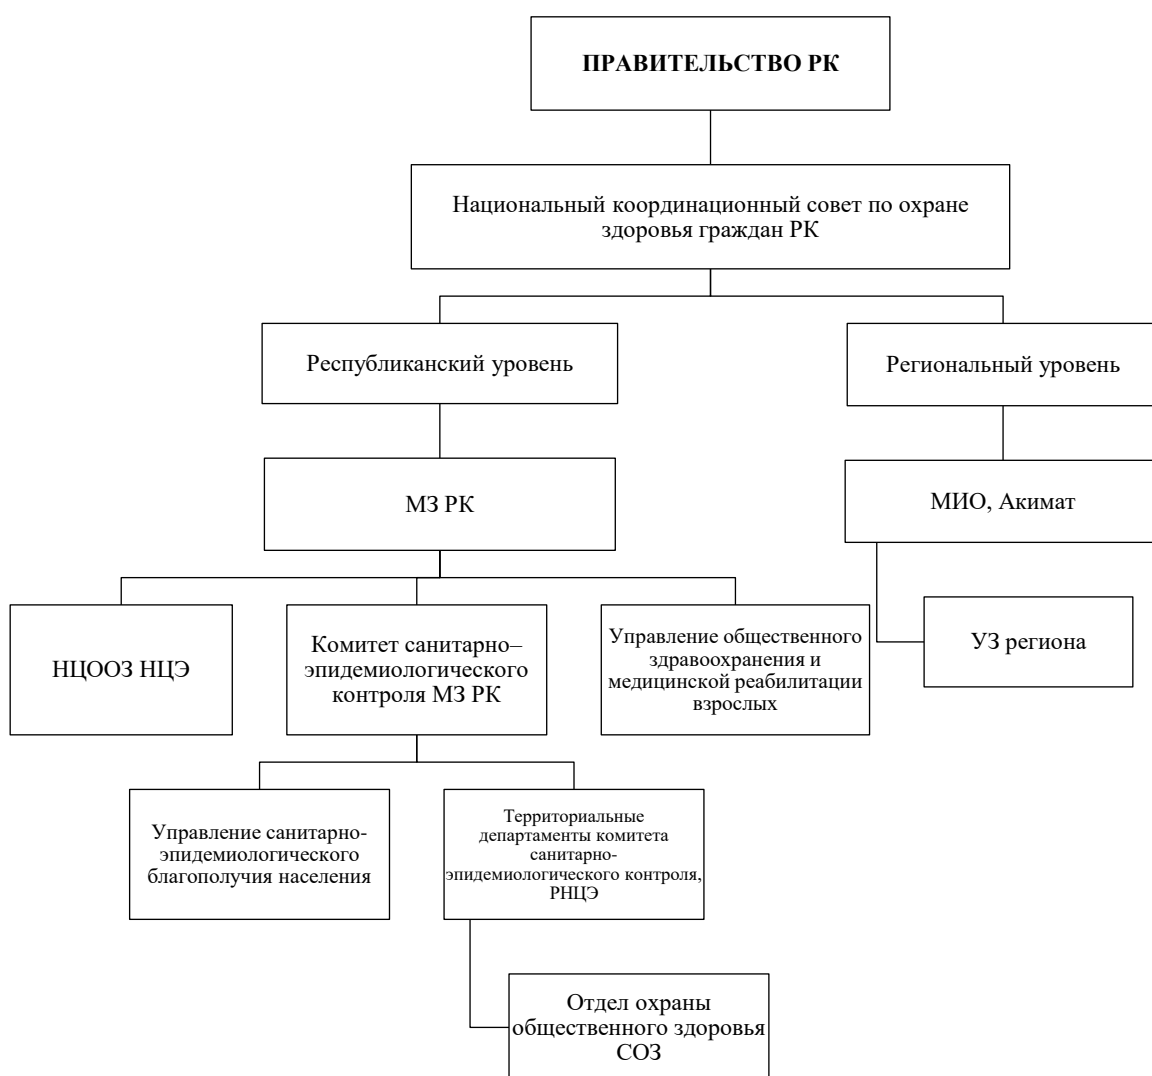 ПРАВИТЕЛЬСТВО РК
Национальный координационный совет по охране
здоровья граждан РК
Республиканский уровень
Региональный уровень
МЗ РК
МИО, Акимат
НЦООЗ НЦЭ
Комитет санитарно–
эпидемиологического
контроля МЗ РК
Управление общественного
здравоохранения и
медицинской реабилитации
взрослых
УЗ региона
Управление санитарно-
эпидемиологического
благополучия населения
Территориальные
департаменты комитета
санитарно-
эпидемиологического контроля,
РНЦЭ
Отдел охраны
общественного здоровья
СОЗ